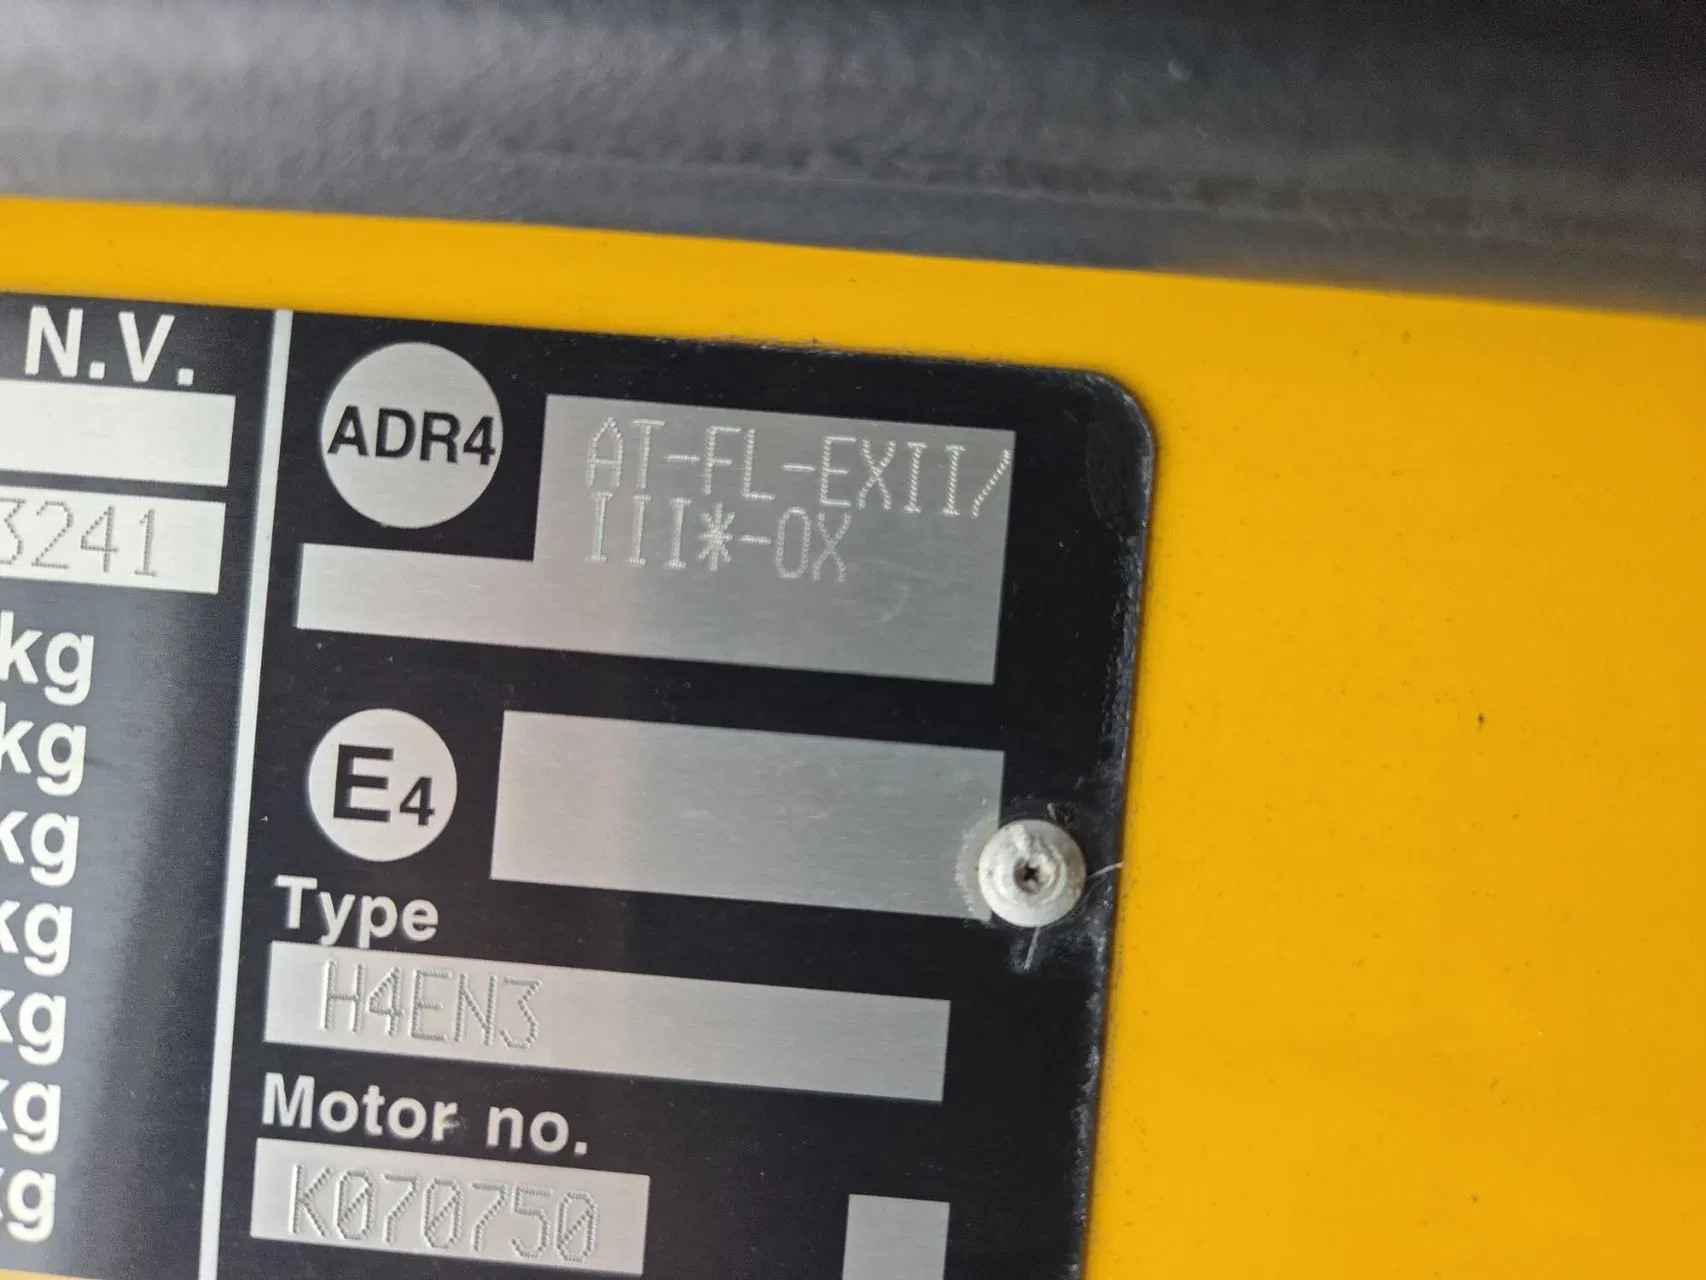 N.V.
3241
kg
kg
kg
kg
kg
kg
kg
ADR4
AT-FL-EXII/
III*-OX
E4
Type
H4EN3
Motor no.
K070750